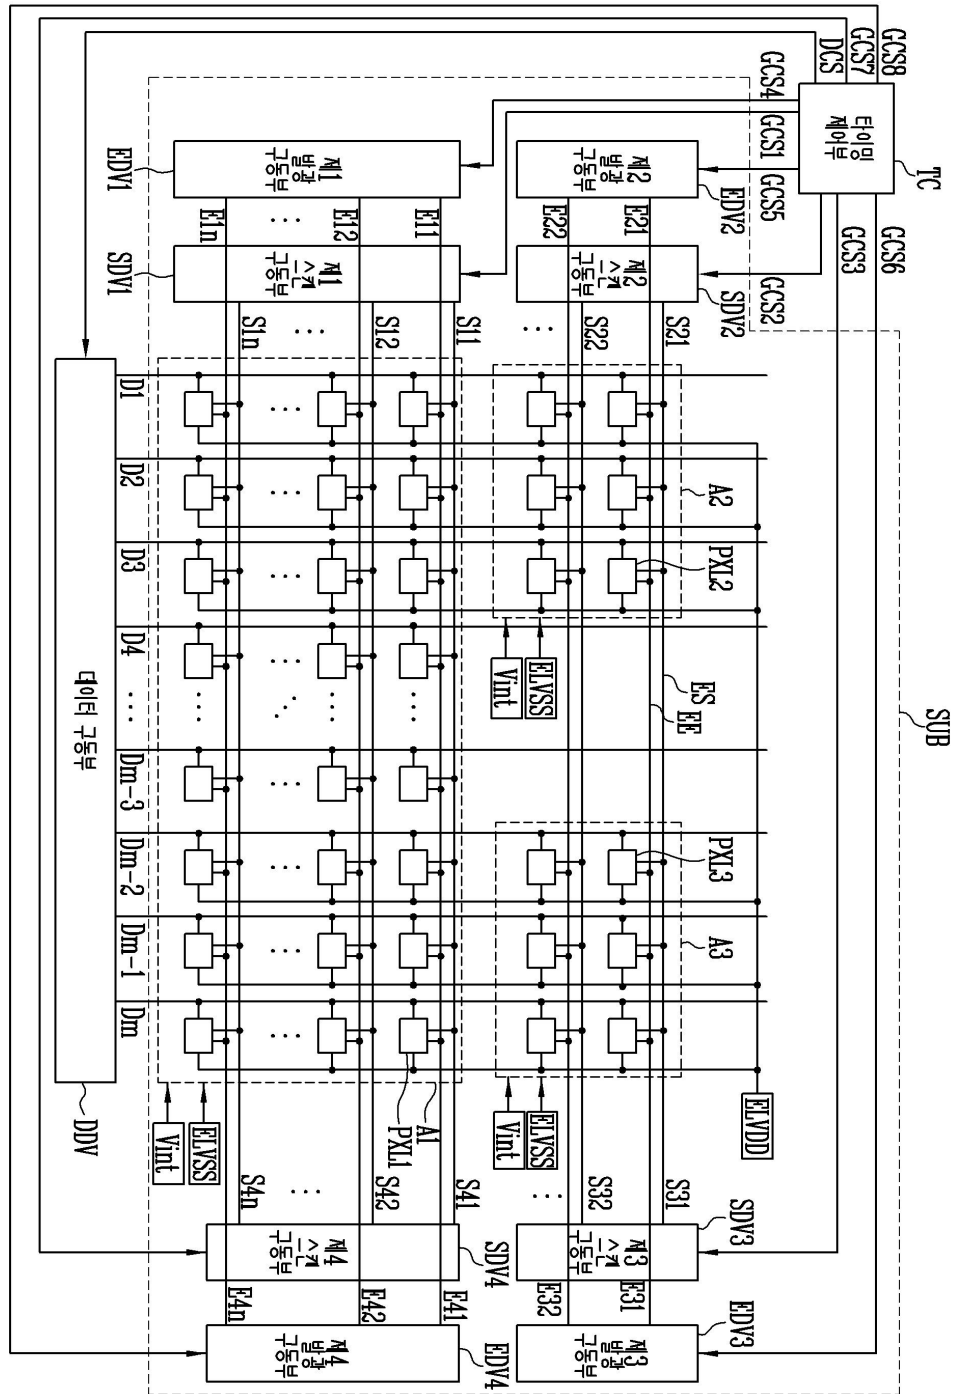 GCS8
GCS7
DCS
GCS4
GCS1
GCS5
GCS2
GCS3
GCS6
타이밍
제어부
TC
SUB
제1
발광
구동부
EDV1
제2
발광
구동부
EDV2
E1n
...
E12
E11
E22
E21
제1
스캔
구동부
SDV1
제2
스캔
구동부
SDV2
S1n
...
S12
S11
...
S22
S21
D1
D2
D3
D4
...
Dm-3
Dm-2
Dm-1
Dm
데이터 구동부
DDV
A2
PXL2
Vint
ELVSS
ES
EE
PXL3
A3
Vint
ELVSS
A1
PXL1
Vint
ELVSS
ELVDD
S4n
...
S42
S41
...
S32
S31
제4
스캔
구동부
SDV4
제3
스캔
구동부
SDV3
E4n
E42
E41
E32
E31
제4
발광
구동부
EDV4
제3
발광
구동부
EDV3